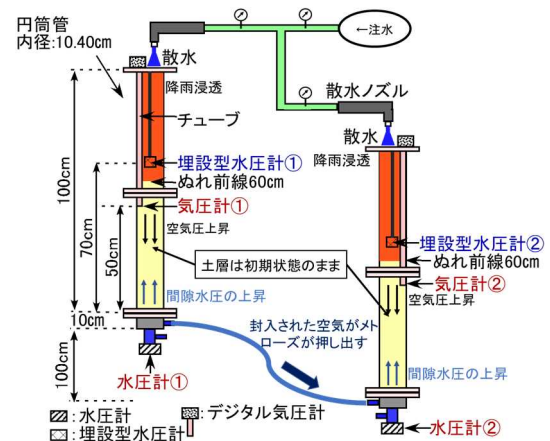 円筒管
内径:10.40cm
←注水
散水
降雨浸透
チューブ
散水ノズル
散水
降雨浸透
埋設型水圧計①
ぬれ前線60cm
気圧計①
空気圧上昇
100cm
70cm
50cm
10cm
100cm
土層は初期状態のまま
埋設型水圧計②
ぬれ前線60cm
気圧計②
空気圧上昇
間隙水圧の上昇
封入された空気がメト
ローズが押し出す
間隙水圧の上昇
水圧計①
水圧計②
:水圧計
:デジタル気圧計
:埋設型水圧計